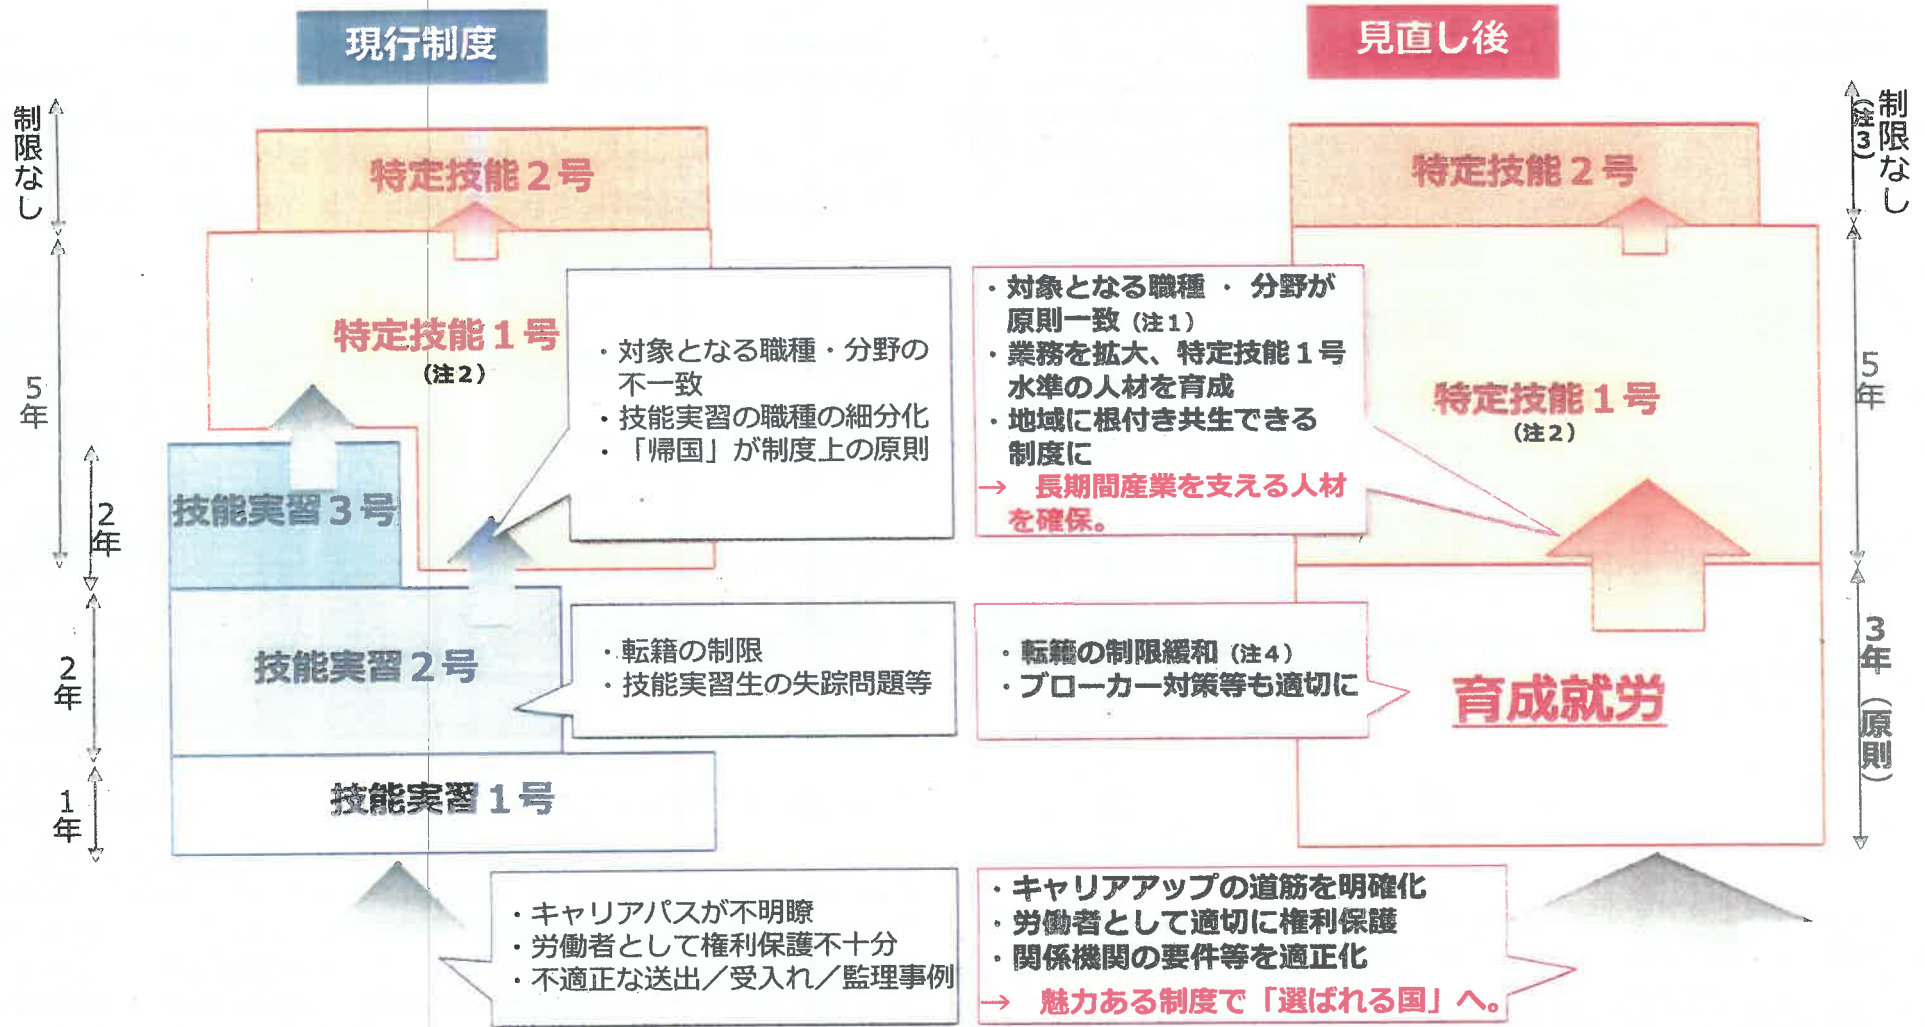 現行制度
制限なし
5年
2年
2年
1年
特定技能2号
特定技能1号
(注2)
技能実習3号
技能実習2号
技能実習1号
・対象となる職種・分野の
不一致
・技能実習の職種の細分化
・「帰国」が制度上の原則
・転籍の制限
・技能実習生の失踪問題等
・キャリアパスが不明瞭
・労働者として権利保護不十分
・不適正な送出／受入れ／監理事例
見直し後
制限なし
(注3)
5年
3年（原則）
特定技能2号
特定技能1号
(注2)
育成就労
・対象となる職種・分野が
原則一致（注1）
・業務を拡大、特定技能1号
水準の人材を育成
・地域に根付き共生できる
制度に
→ 長期間産業を支える人材
を確保。
・転籍の制限緩和（注4）
・ブローカー対策等も適切に
・キャリアアップの道筋を明確化
・労働者として適切に権利保護
・関係機関の要件等を適正化
→ 魅力ある制度で「選ばれる国」へ。